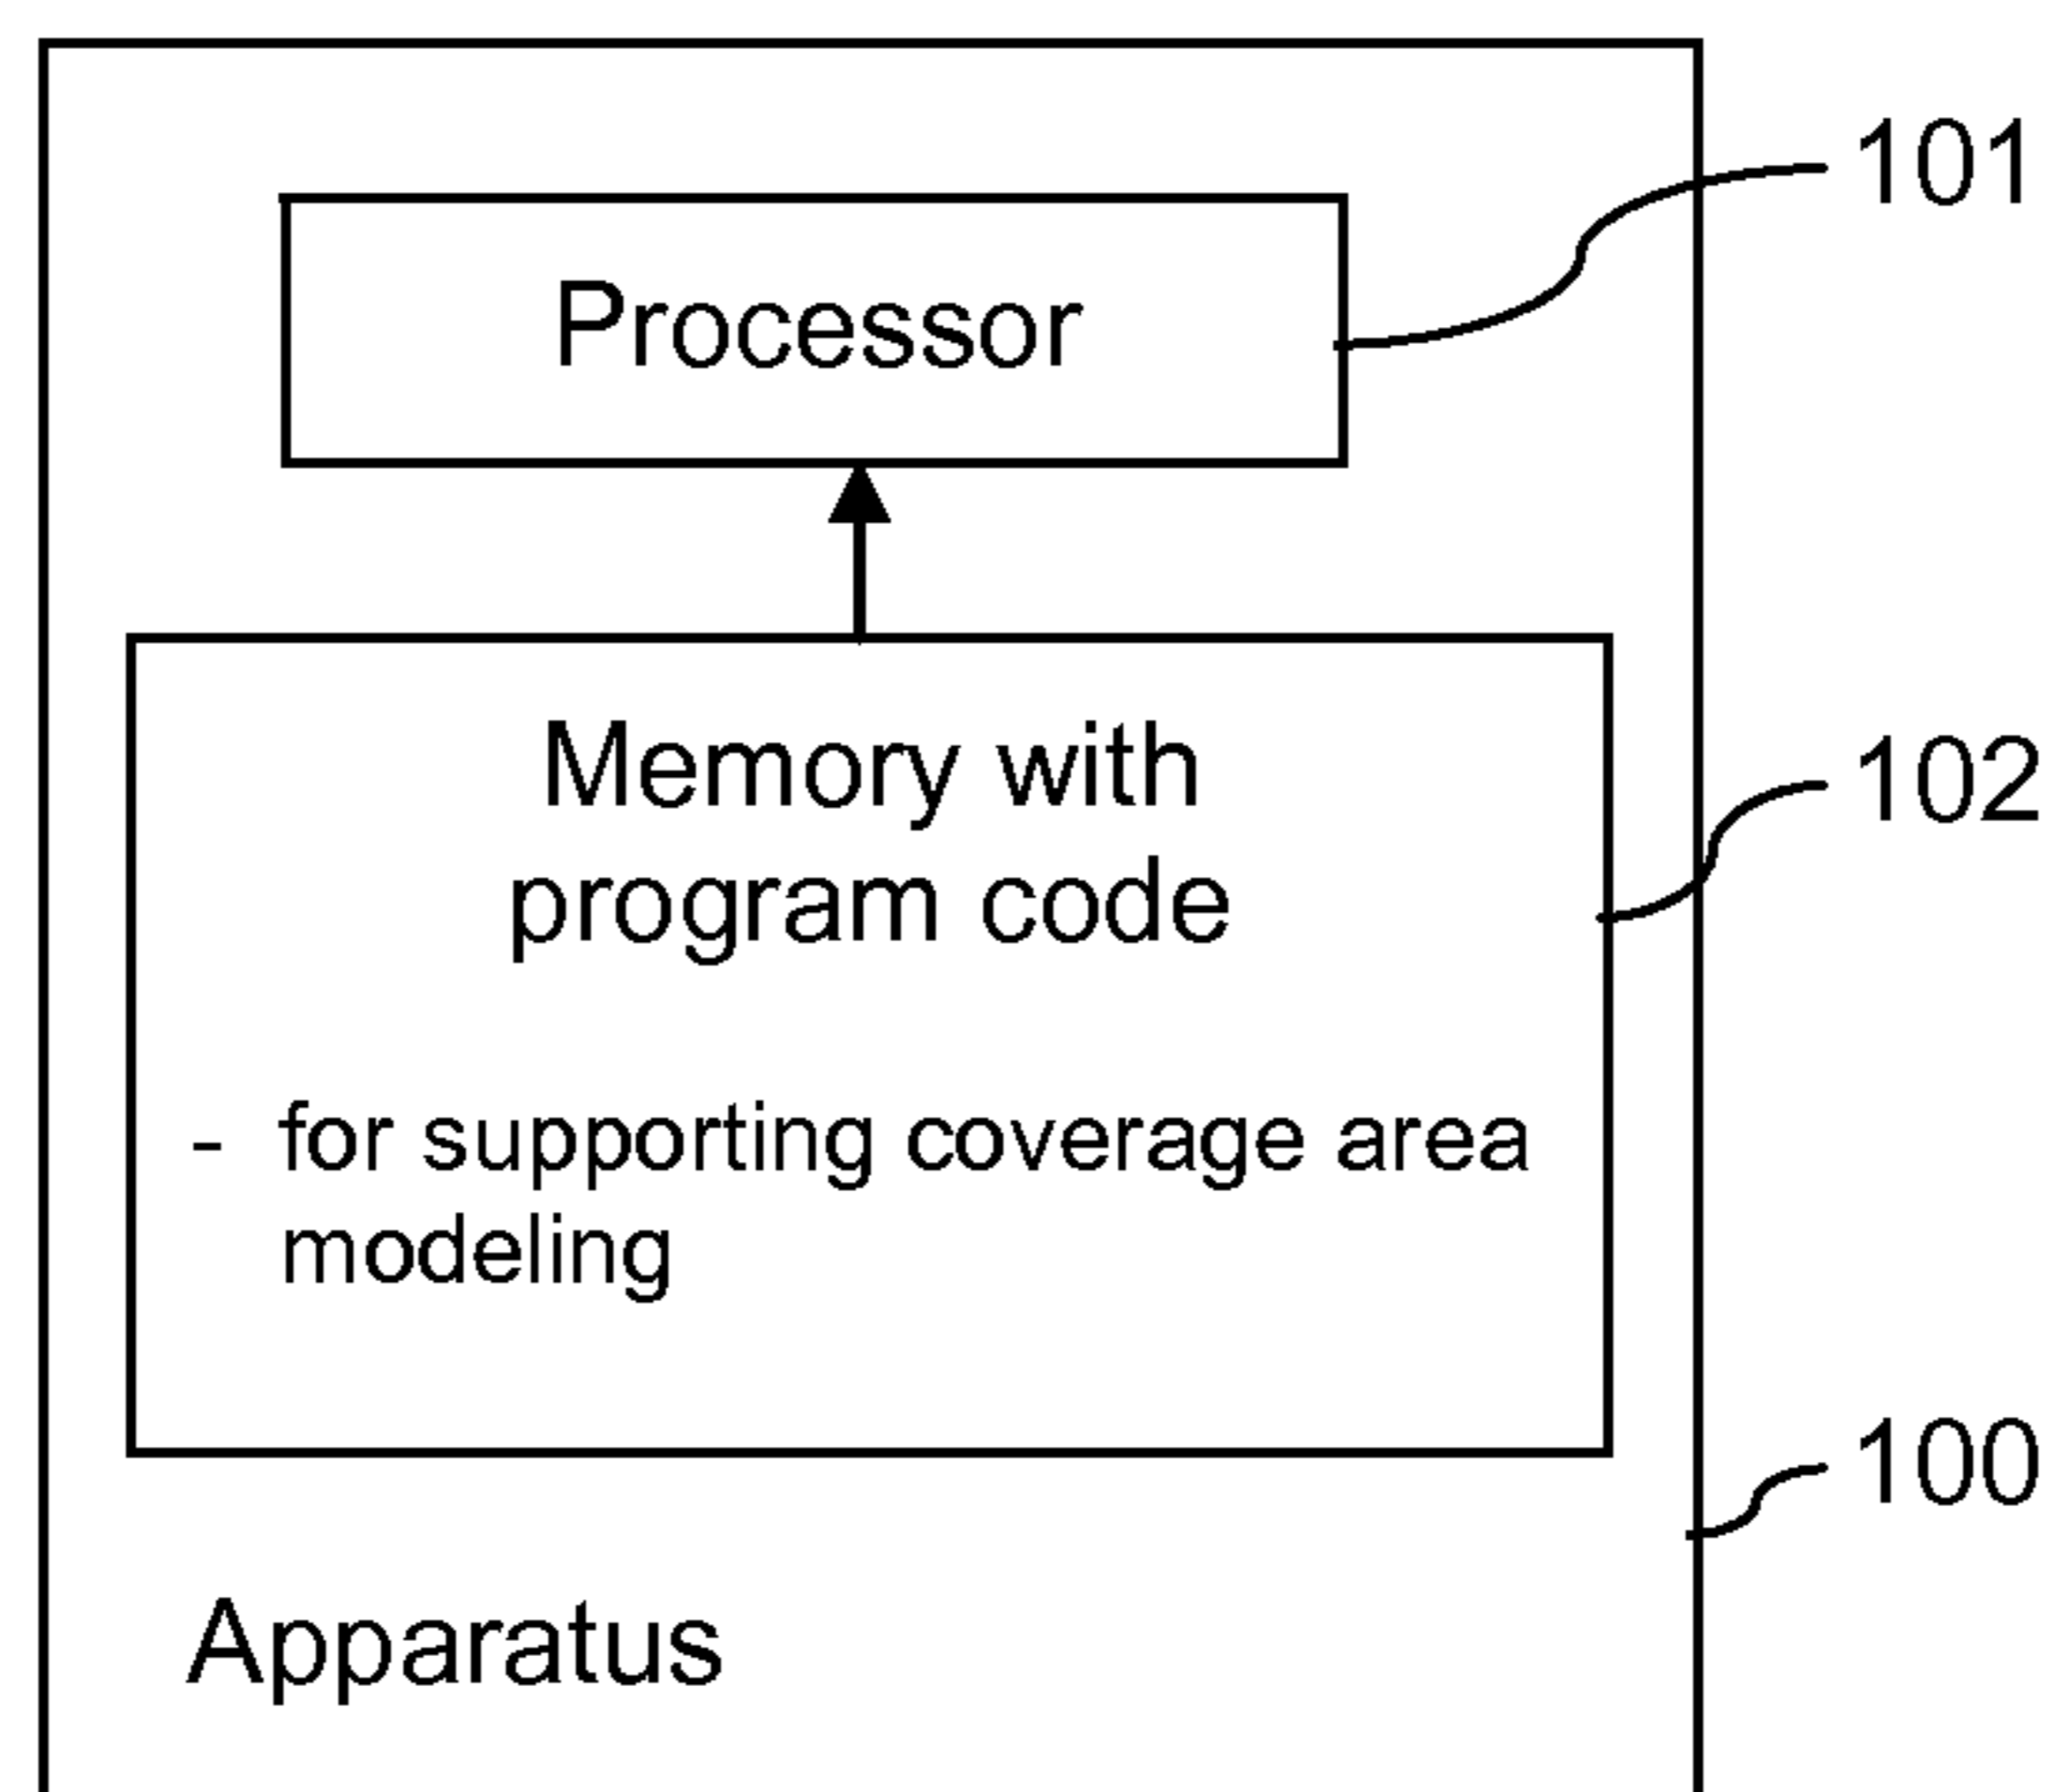 101
Processor
Memory with
program code
102
- for supporting coverage area
modeling
100
Apparatus